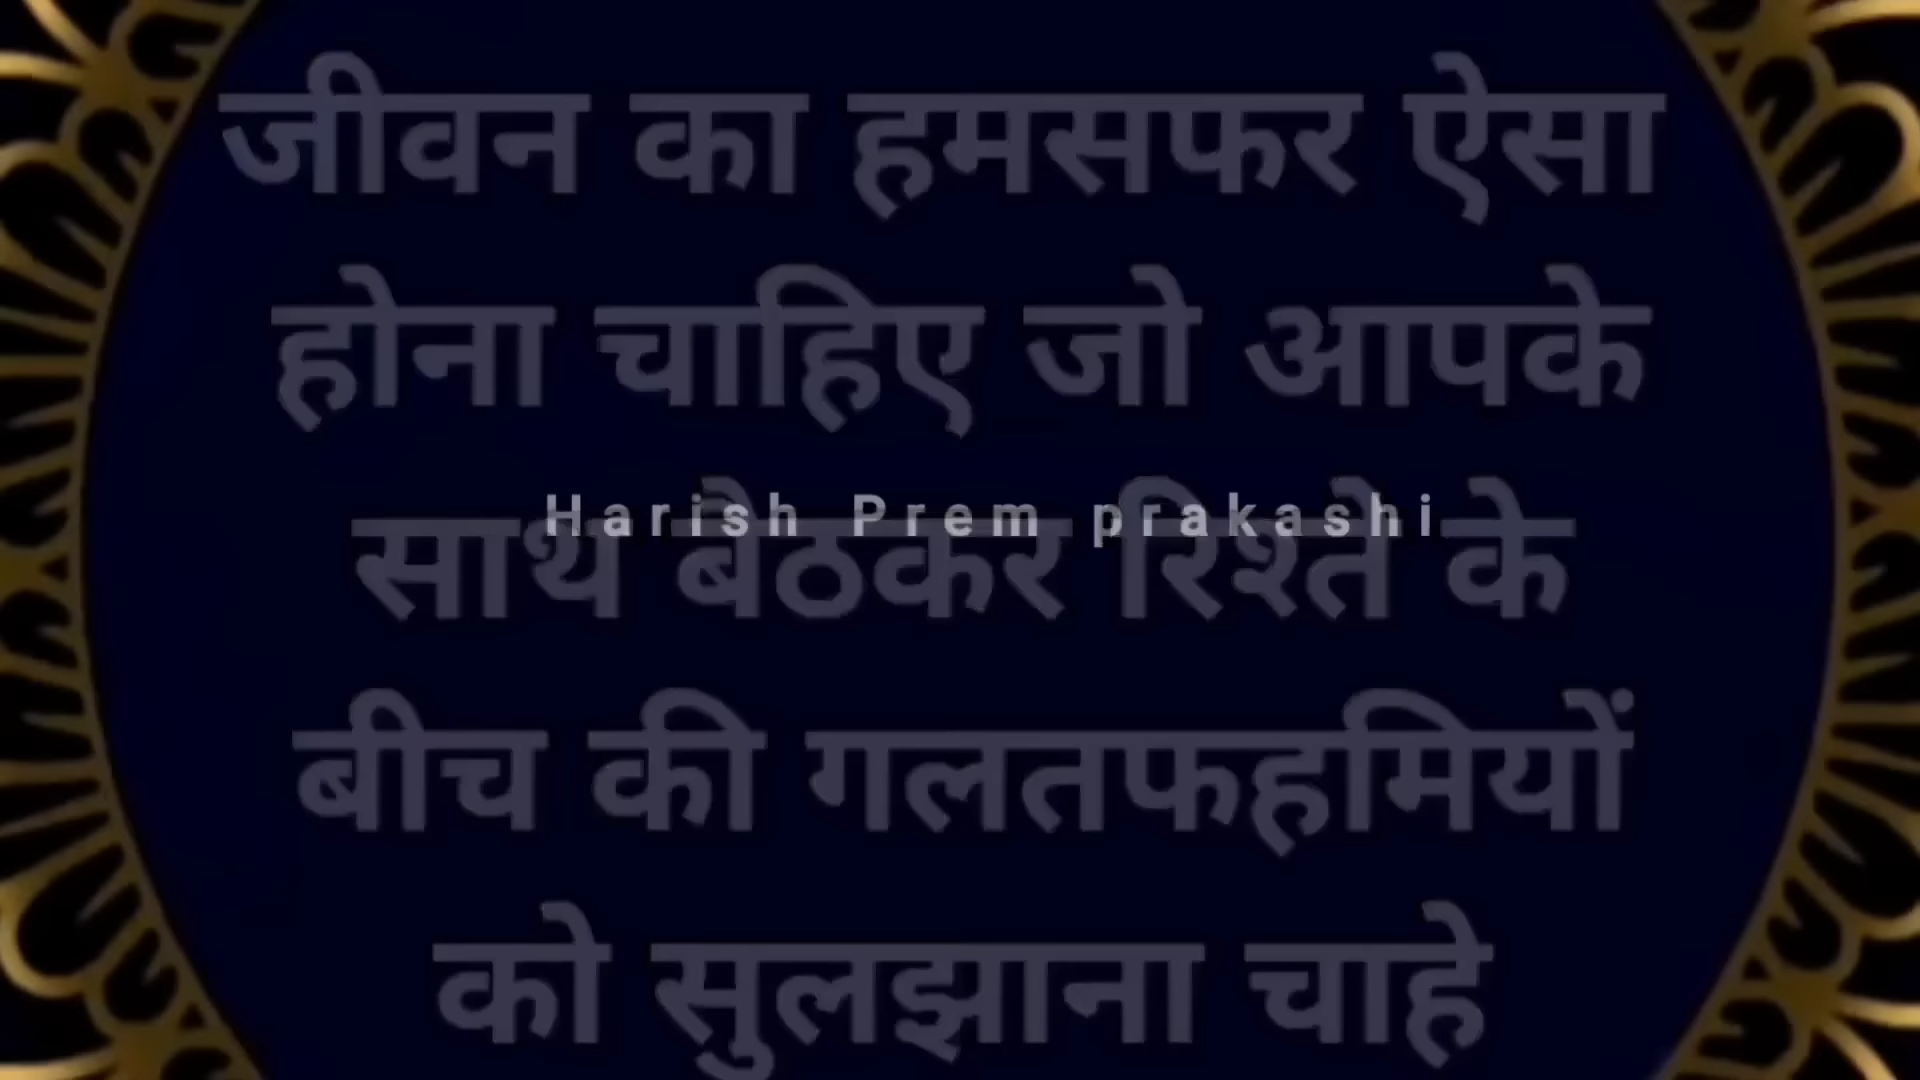 जीवन का हमसफर ऐसा
होना चाहिए जो आपके
Harish Prem prakashi
साथ बैठकर रिश्ते के
बीच की गलतफहमियों
को सुलझाना चाहे